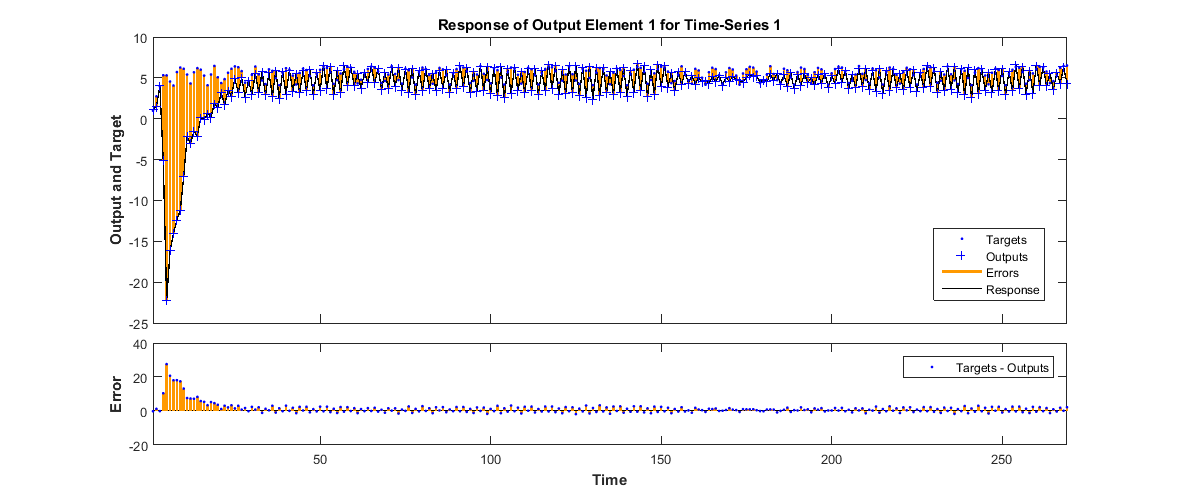 Response of Output Element 1 for Time-Series 1
Output and Target
10
5
0
-5
-10
-15
-20
-25
Targets
Outputs
Errors
Response
Error
40
20
0
-20
Targets - Outputs
50
100
150
200
250
Time